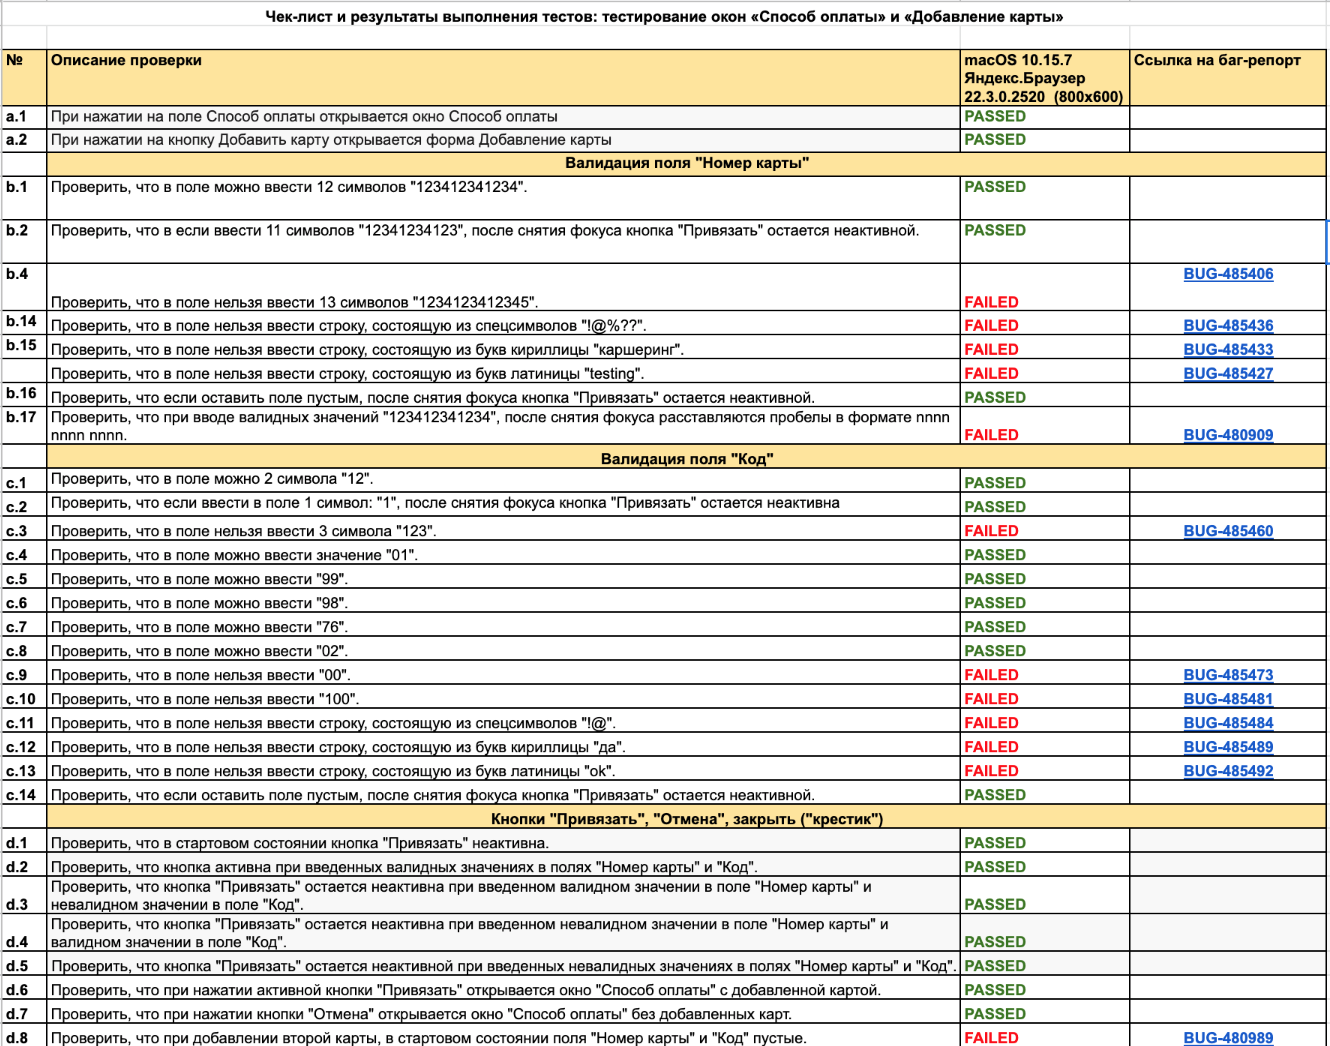 Чек-лист и результаты выполнения тестов: тестирование окон «Способ оплаты» и «Добавление карты»
№ Описание проверки macOS 10.15.7 Ссылка на баг-репорт
Яндекс.Браузер
22.3.0.2520 (800x600)
a.1 При нажатии на поле Способ оплаты открывается окно Способ оплаты PASSED
a.2 При нажатии на кнопку Добавить карту открывается форма Добавление карты PASSED
Валидация поля "Номер карты"
b.1 Проверить, что в поле можно ввести 12 символов "123412341234". PASSED
b.2 Проверить, что в если ввести 11 символов "12341234123", после снятия фокуса кнопка "Привязать" остается неактивной. PASSED
b.4 BUG-485406
Проверить, что в поле нельзя ввести 13 символов "1234123412345". FAILED
b.14 Проверить, что в поле нельзя ввести строку, состоящую из спецсимволов "!@%??". FAILED BUG-485436
b.15 Проверить, что в поле нельзя ввести строку, состоящую из букв кириллицы "каршеринг". FAILED BUG-485433
Проверить, что в поле нельзя ввести строку, состоящую из букв латиницы "testing". FAILED BUG-485427
b.16 Проверить, что если оставить поле пустым, после снятия фокуса кнопка "Привязать" остается неактивной. PASSED
b.17 Проверить, что при вводе валидных значений "123412341234", после снятия фокуса расставляются пробелы в формате nnnn
nnnn nnnn. FAILED BUG-480909
Валидация поля "Код"
c.1 Проверить, что в поле можно 2 символа "12". PASSED
c.2 Проверить, что если ввести в поле 1 символ: "1", после снятия фокуса кнопка "Привязать" остается неактивна PASSED
c.3 Проверить, что в поле нельзя ввести 3 символа "123". FAILED BUG-485460
c.4 Проверить, что в поле можно ввести значение "01". PASSED
c.5 Проверить, что в поле можно ввести "99". PASSED
c.6 Проверить, что в поле можно ввести "98". PASSED
c.7 Проверить, что в поле можно ввести "76". PASSED
c.8 Проверить, что в поле можно ввести "02". PASSED
c.9 Проверить, что в поле нельзя ввести "00". FAILED BUG-485473
c.10 Проверить, что в поле нельзя ввести "100". FAILED BUG-485481
c.11 Проверить, что в поле нельзя ввести строку, состоящую из спецсимволов "!@". FAILED BUG-485484
c.12 Проверить, что в поле нельзя ввести строку, состоящую из букв кириллицы "да". FAILED BUG-485489
c.13 Проверить, что в поле нельзя ввести строку, состоящую из букв латиницы "ok". FAILED BUG-485492
c.14 Проверить, что если оставить поле пустым, после снятия фокуса кнопка "Привязать" остается неактивной. PASSED
Кнопки "Привязать", "Отмена", закрыть ("крестик")
d.1 Проверить, что в стартовом состоянии кнопка "Привязать" неактивна. PASSED
d.2 Проверить, что кнопка активна при введенных валидных значениях в полях "Номер карты" и "Код". PASSED
Проверить, что кнопка "Привязать" остается неактивна при введенном валидном значении в поле "Номер карты" и
d.3 невалидном значении в поле "Код". PASSED
Проверить, что кнопка "Привязать" остается неактивна при введенном невалидном значении в поле "Номер карты" и
d.4 валидном значении в поле "Код". PASSED
d.5 Проверить, что кнопка "Привязать" остается неактивной при введенных невалидных значениях в полях "Номер карты" и "Код". PASSED
d.6 Проверить, что при нажатии активной кнопки "Привязать" открывается окно "Способ оплаты" с добавленной картой. PASSED
d.7 Проверить, что при нажатии кнопки "Отмена" открывается окно "Способ оплаты" без добавленных карт. PASSED
d.8 Проверить, что при добавлении второй карты, в стартовом состоянии поля "Номер карты" и "Код" пустые. FAILED BUG-480989